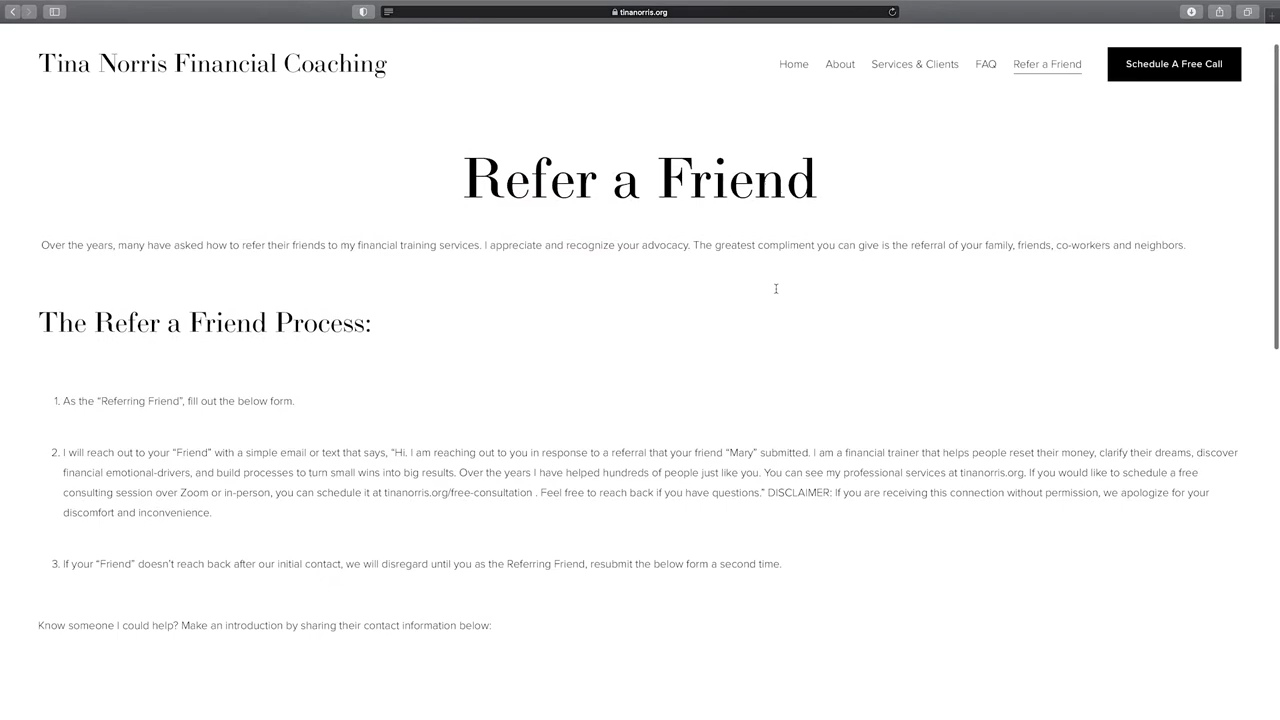 tinanorris.org
Tina Norris Financial Coaching
Home About Services & Clients FAQ Refer a Friend Schedule A Free Call
Refer a Friend
Over the years, many have asked how to refer their friends to my financial training services. I appreciate and recognize your advocacy. The greatest compliment you can give is the referral of your family, friends, co-workers and neighbors.
The Refer a Friend Process:
1. As the “Referring Friend”, fill out the below form.
2. I will reach out to your “Friend” with a simple email or text that says, “Hi. I am reaching out to you in response to a referral that your friend “Mary” submitted. I am a financial trainer that helps people reset their money, clarify their dreams, discover
financial emotional-drivers, and build processes to turn small wins into big results. Over the years I have helped hundreds of people just like you. You can see my professional services at tinanorris.org. If you would like to schedule a free
consulting session over Zoom or in-person, you can schedule it at tinanorris.org/free-consultation . Feel free to reach back if you have questions.” DISCLAIMER: If you are receiving this connection without permission, we apologize for your
discomfort and inconvenience.
3. If your “Friend” doesn’t reach back after our initial contact, we will disregard until you as the Referring Friend, resubmit the below form a second time.
Know someone I could help? Make an introduction by sharing their contact information below: